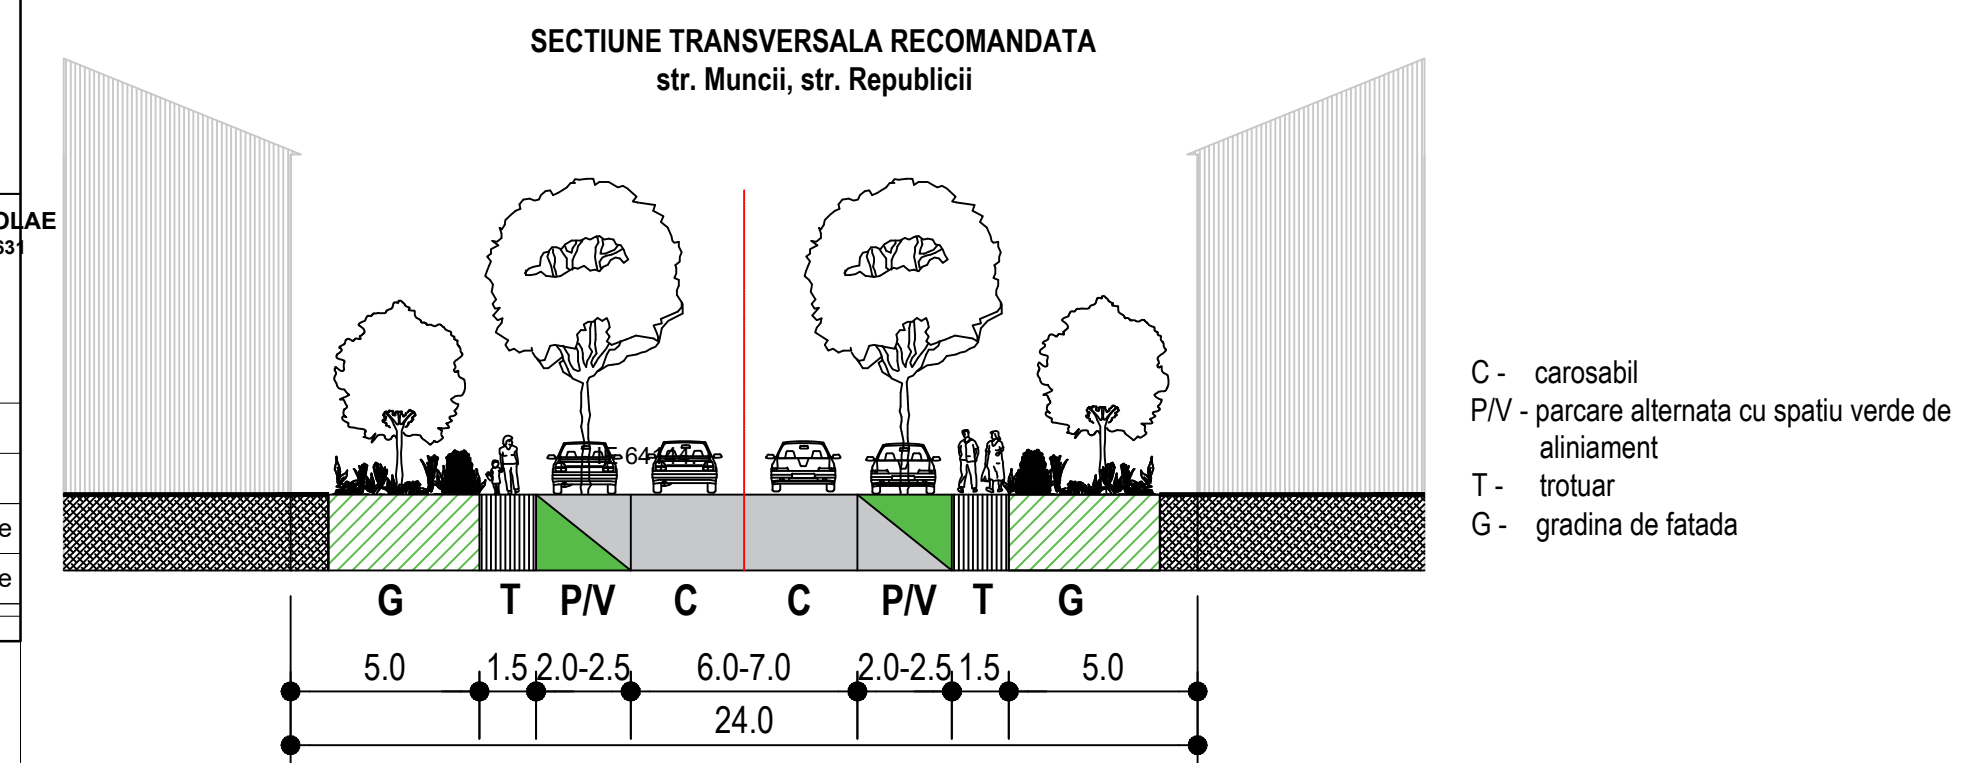 SECTIUNE TRANSVERSALA RECOMANDATA
str. Muncii, str. Republicii
OLAE
631
e
e
C - carosabil
P/V - parcare alternata cu spatiu verde de
aliniament
T - trotuar
G - gradina de fatada
G T P/V C C P/V T G
5.0 1.5 2.0-2.5 6.0-7.0 2.0-2.5 1.5 5.0
24.0